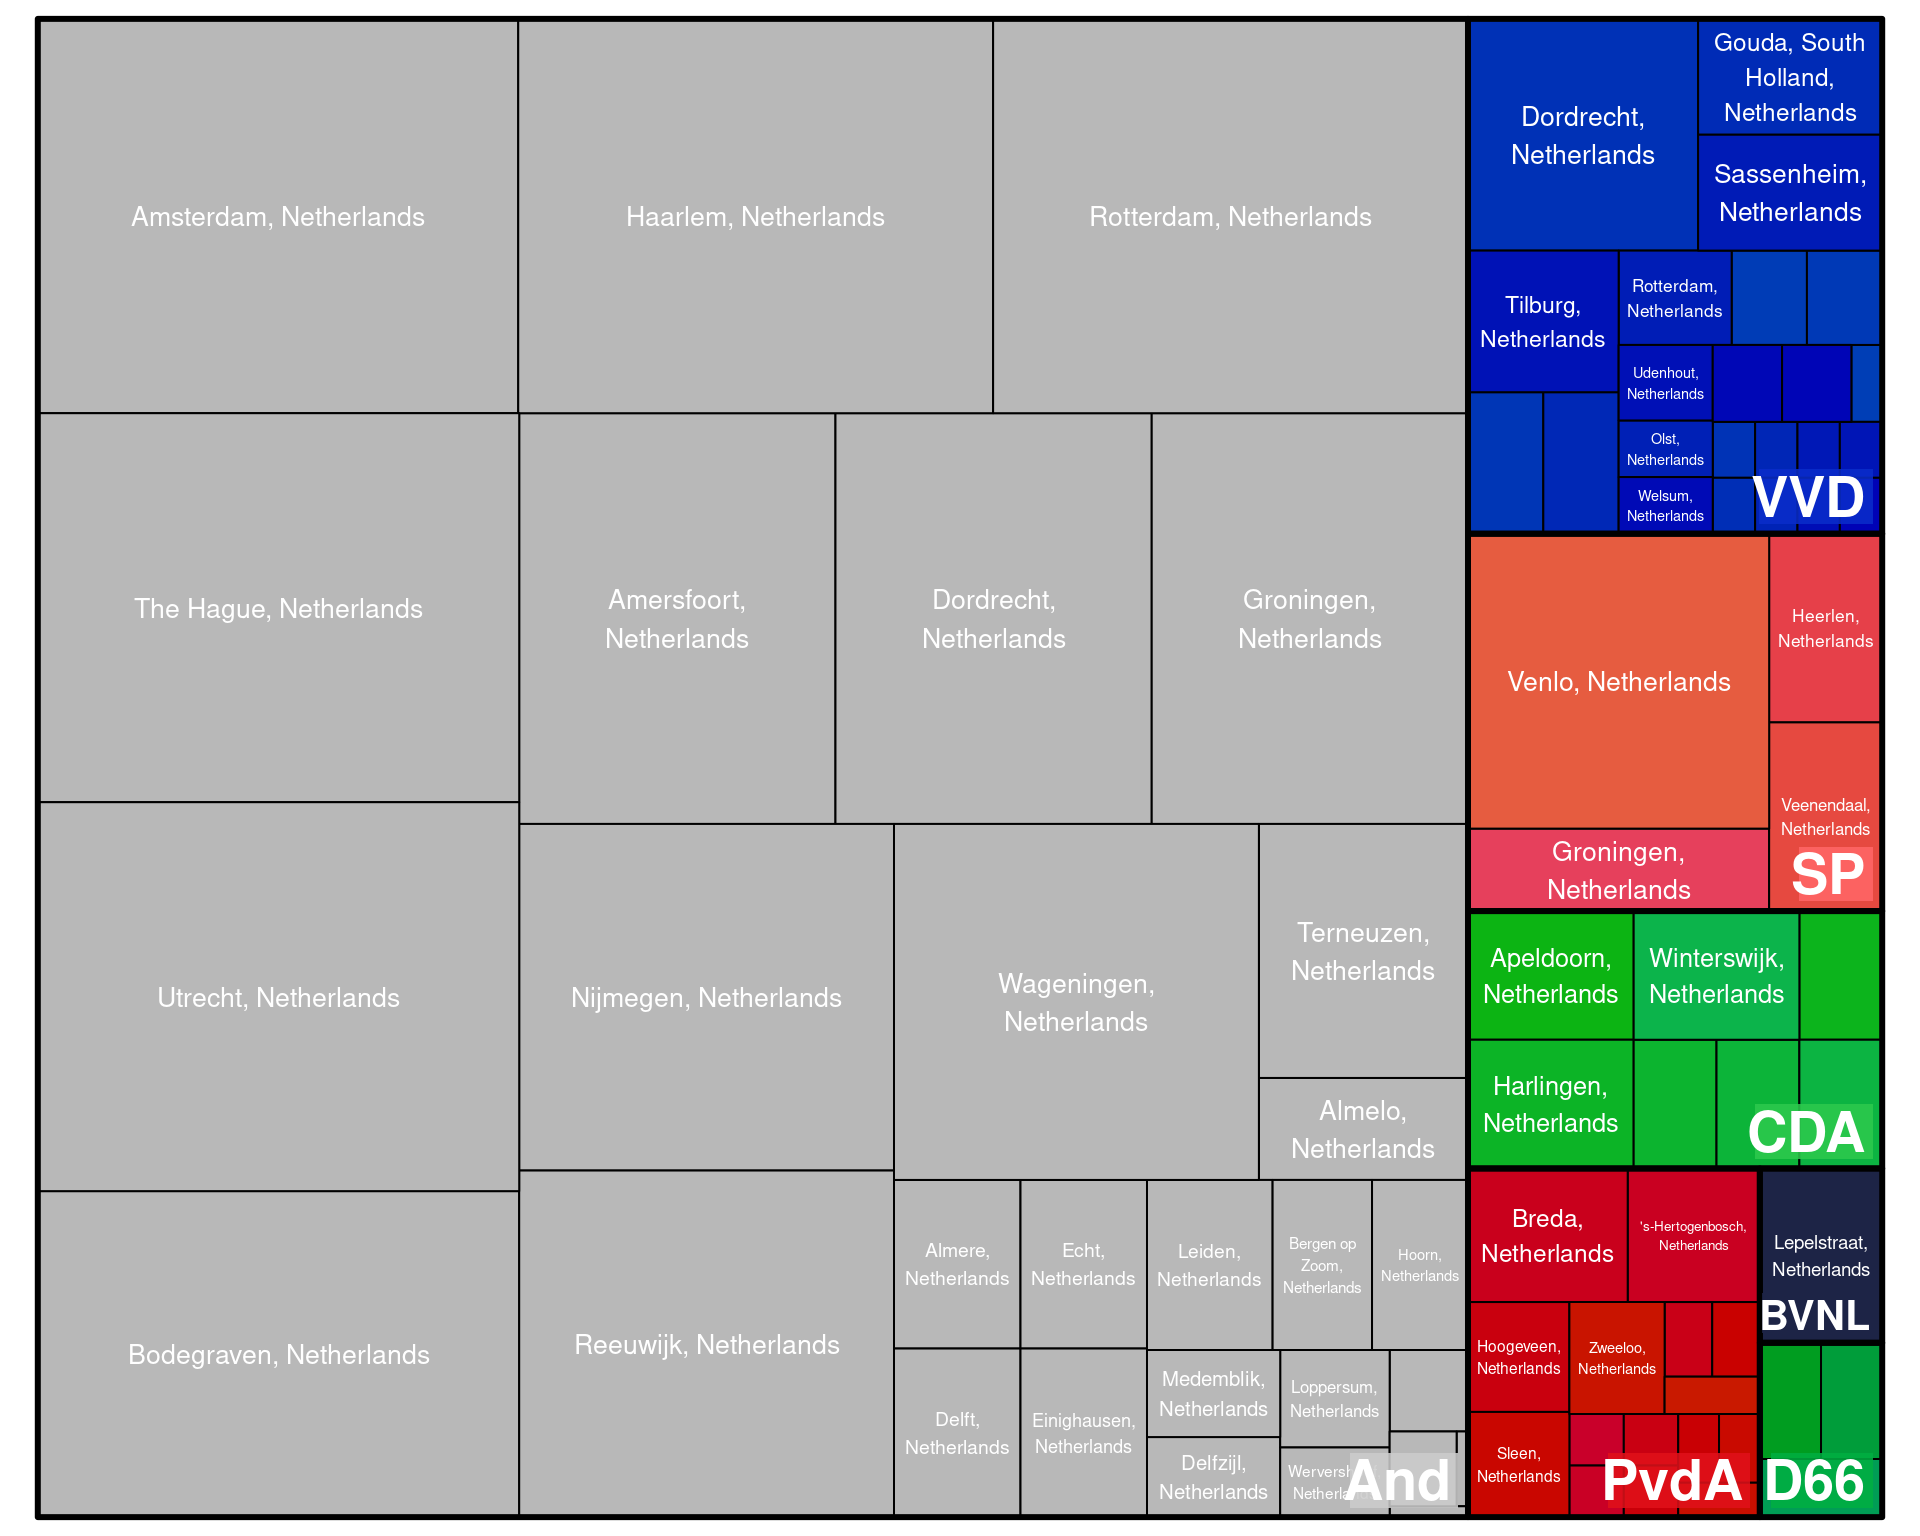 Amsterdam, Netherlands
Haarlem, Netherlands
Rotterdam, Netherlands
The Hague, Netherlands
Amersfoort,
Netherlands
Dordrecht,
Netherlands
Groningen,
Netherlands
Utrecht, Netherlands
Nijmegen, Netherlands
Wageningen,
Netherlands
Terneuzen,
Netherlands
Almelo,
Netherlands
Bodegraven, Netherlands
Reeuwijk, Netherlands
Almere,
Netherlands
Echt,
Netherlands
Leiden,
Netherlands
Bergen op
Zoom,
Netherlands
Hoorn,
Netherlands
Delft,
Netherlands
Einighausen,
Netherlands
Medemblik,
Netherlands
Loppersum,
Netherlands
Delfzijl,
Netherlands
And
Dordrecht,
Netherlands
Gouda, South
Holland,
Netherlands
Sassenheim,
Netherlands
Tilburg,
Netherlands
Rotterdam,
Netherlands
Udenhout,
Netherlands
Olst,
Netherlands
Welsum,
Netherlands
VVD
Venlo, Netherlands
Heerlen,
Netherlands
Veenendaal,
Netherlands
Groningen,
Netherlands
SP
Apeldoorn,
Netherlands
Winterswijk,
Netherlands
Harlingen,
Netherlands
CDA
Breda,
Netherlands
's-Hertogenbosch,
Netherlands
Hoogeveen,
Netherlands
Zweeloo,
Netherlands
Sleen,
Netherlands
PvdA
Lepelstraat,
Netherlands
BVNL
D66